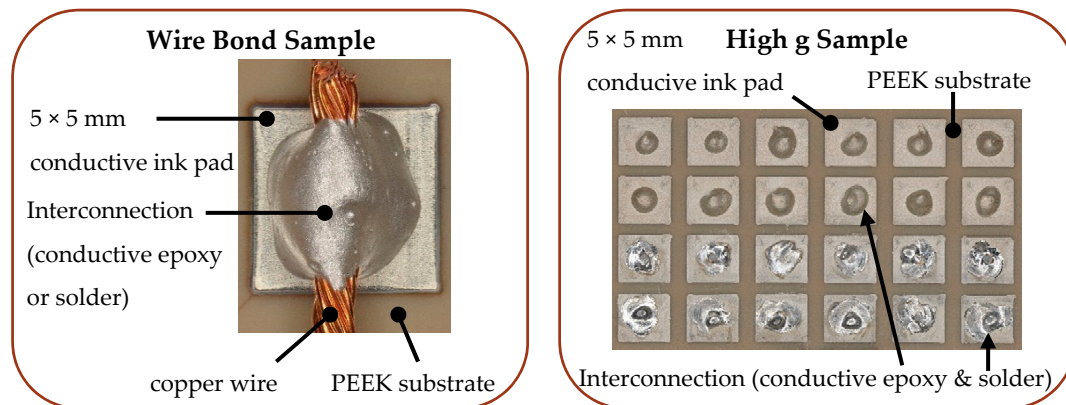 Wire Bond Sample
5 × 5 mm
conductive ink pad
Interconnection
(conductive epoxy
or solder)
copper wire
PEEK substrate
5 × 5 mm
High g Sample
conducive ink pad
PEEK substrate
Interconnection (conductive epoxy & solder)